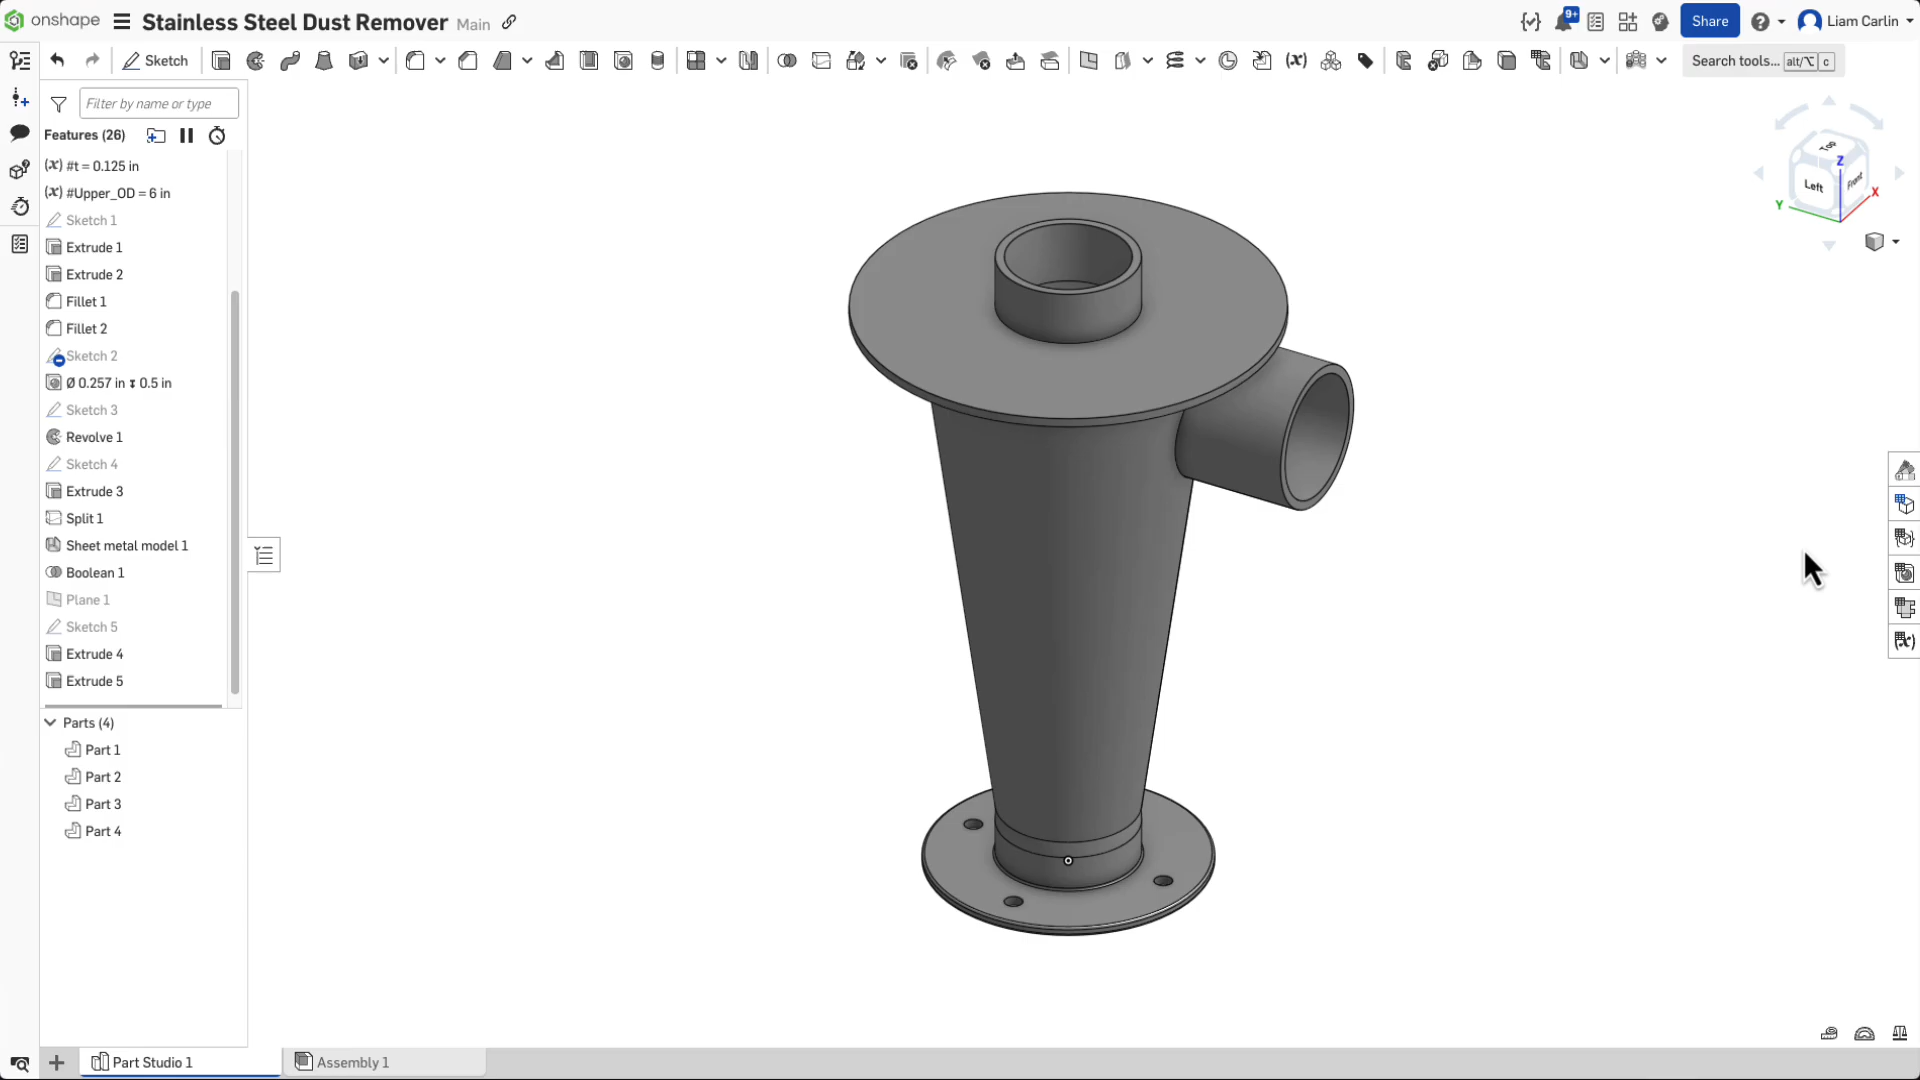 onshape Stainless Steel Dust Remover Main 9+ Share Liam Carlin
Sketch Search tools... alt/⌥ c
Filter by name or type
Features (26)
(x) #t = 0.125 in
(x) #Upper_OD = 6 in
Sketch 1
Extrude 1
Extrude 2
Fillet 1
Fillet 2
Sketch 2
Ø 0.257 in ↧ 0.5 in
Sketch 3
Revolve 1
Sketch 4
Extrude 3
Split 1
Sheet metal model 1
Boolean 1
Plane 1
Sketch 5
Extrude 4
Extrude 5
Parts (4)
Part 1
Part 2
Part 3
Part 4
Top
Z
Left Front
X
Y
Part Studio 1 Assembly 1